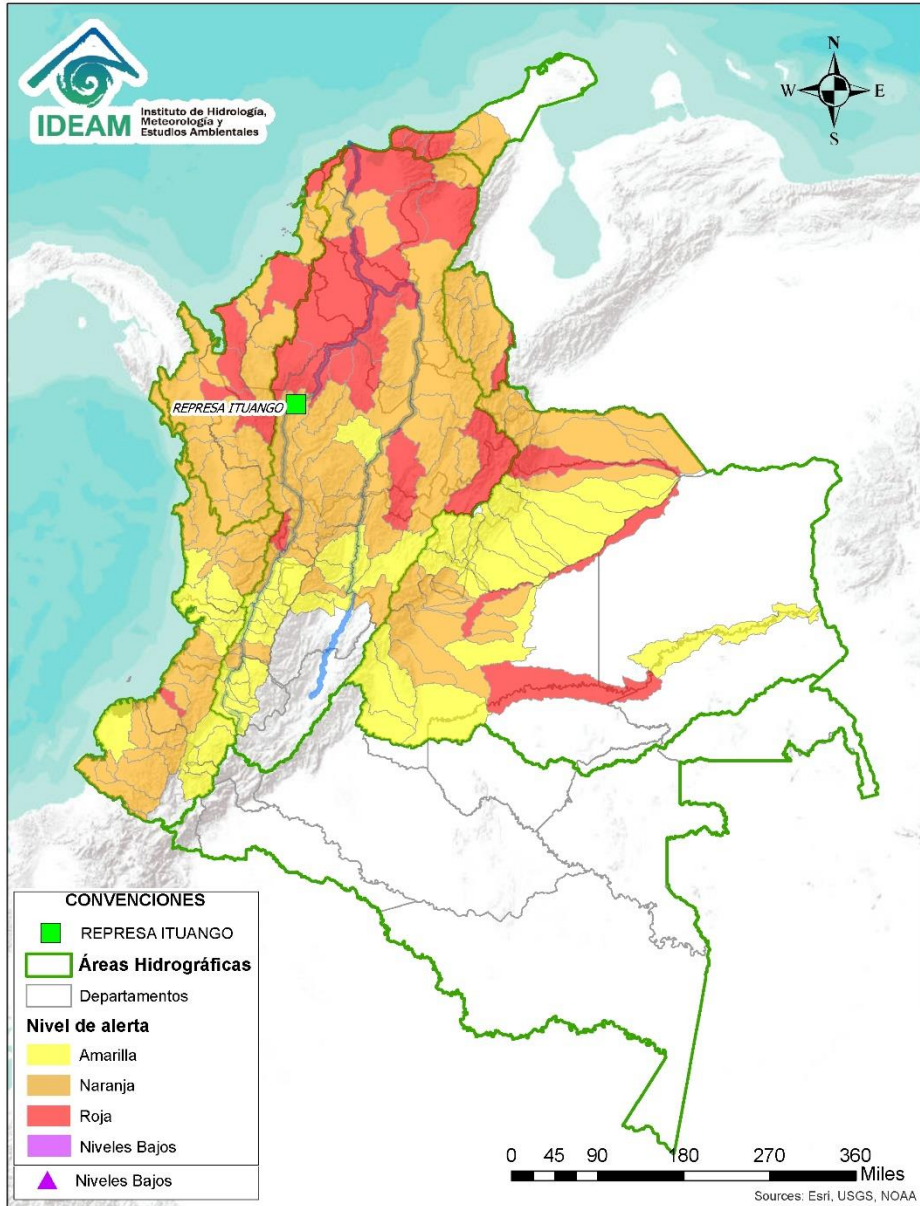 IDEAM
Instituto de Hidrología,
Meteorología y
Estudios Ambientales
N
W
E
S
REPRESA ITUANGO
CONVENCIONES
REPRESA ITUANGO
Áreas Hidrográficas
Departamentos
Nivel de alerta
Amarilla
Naranja
Roja
Niveles Bajos
Niveles Bajos
0 45 90 180 270 360
Miles
Sources: Esri, USGS, NOAA